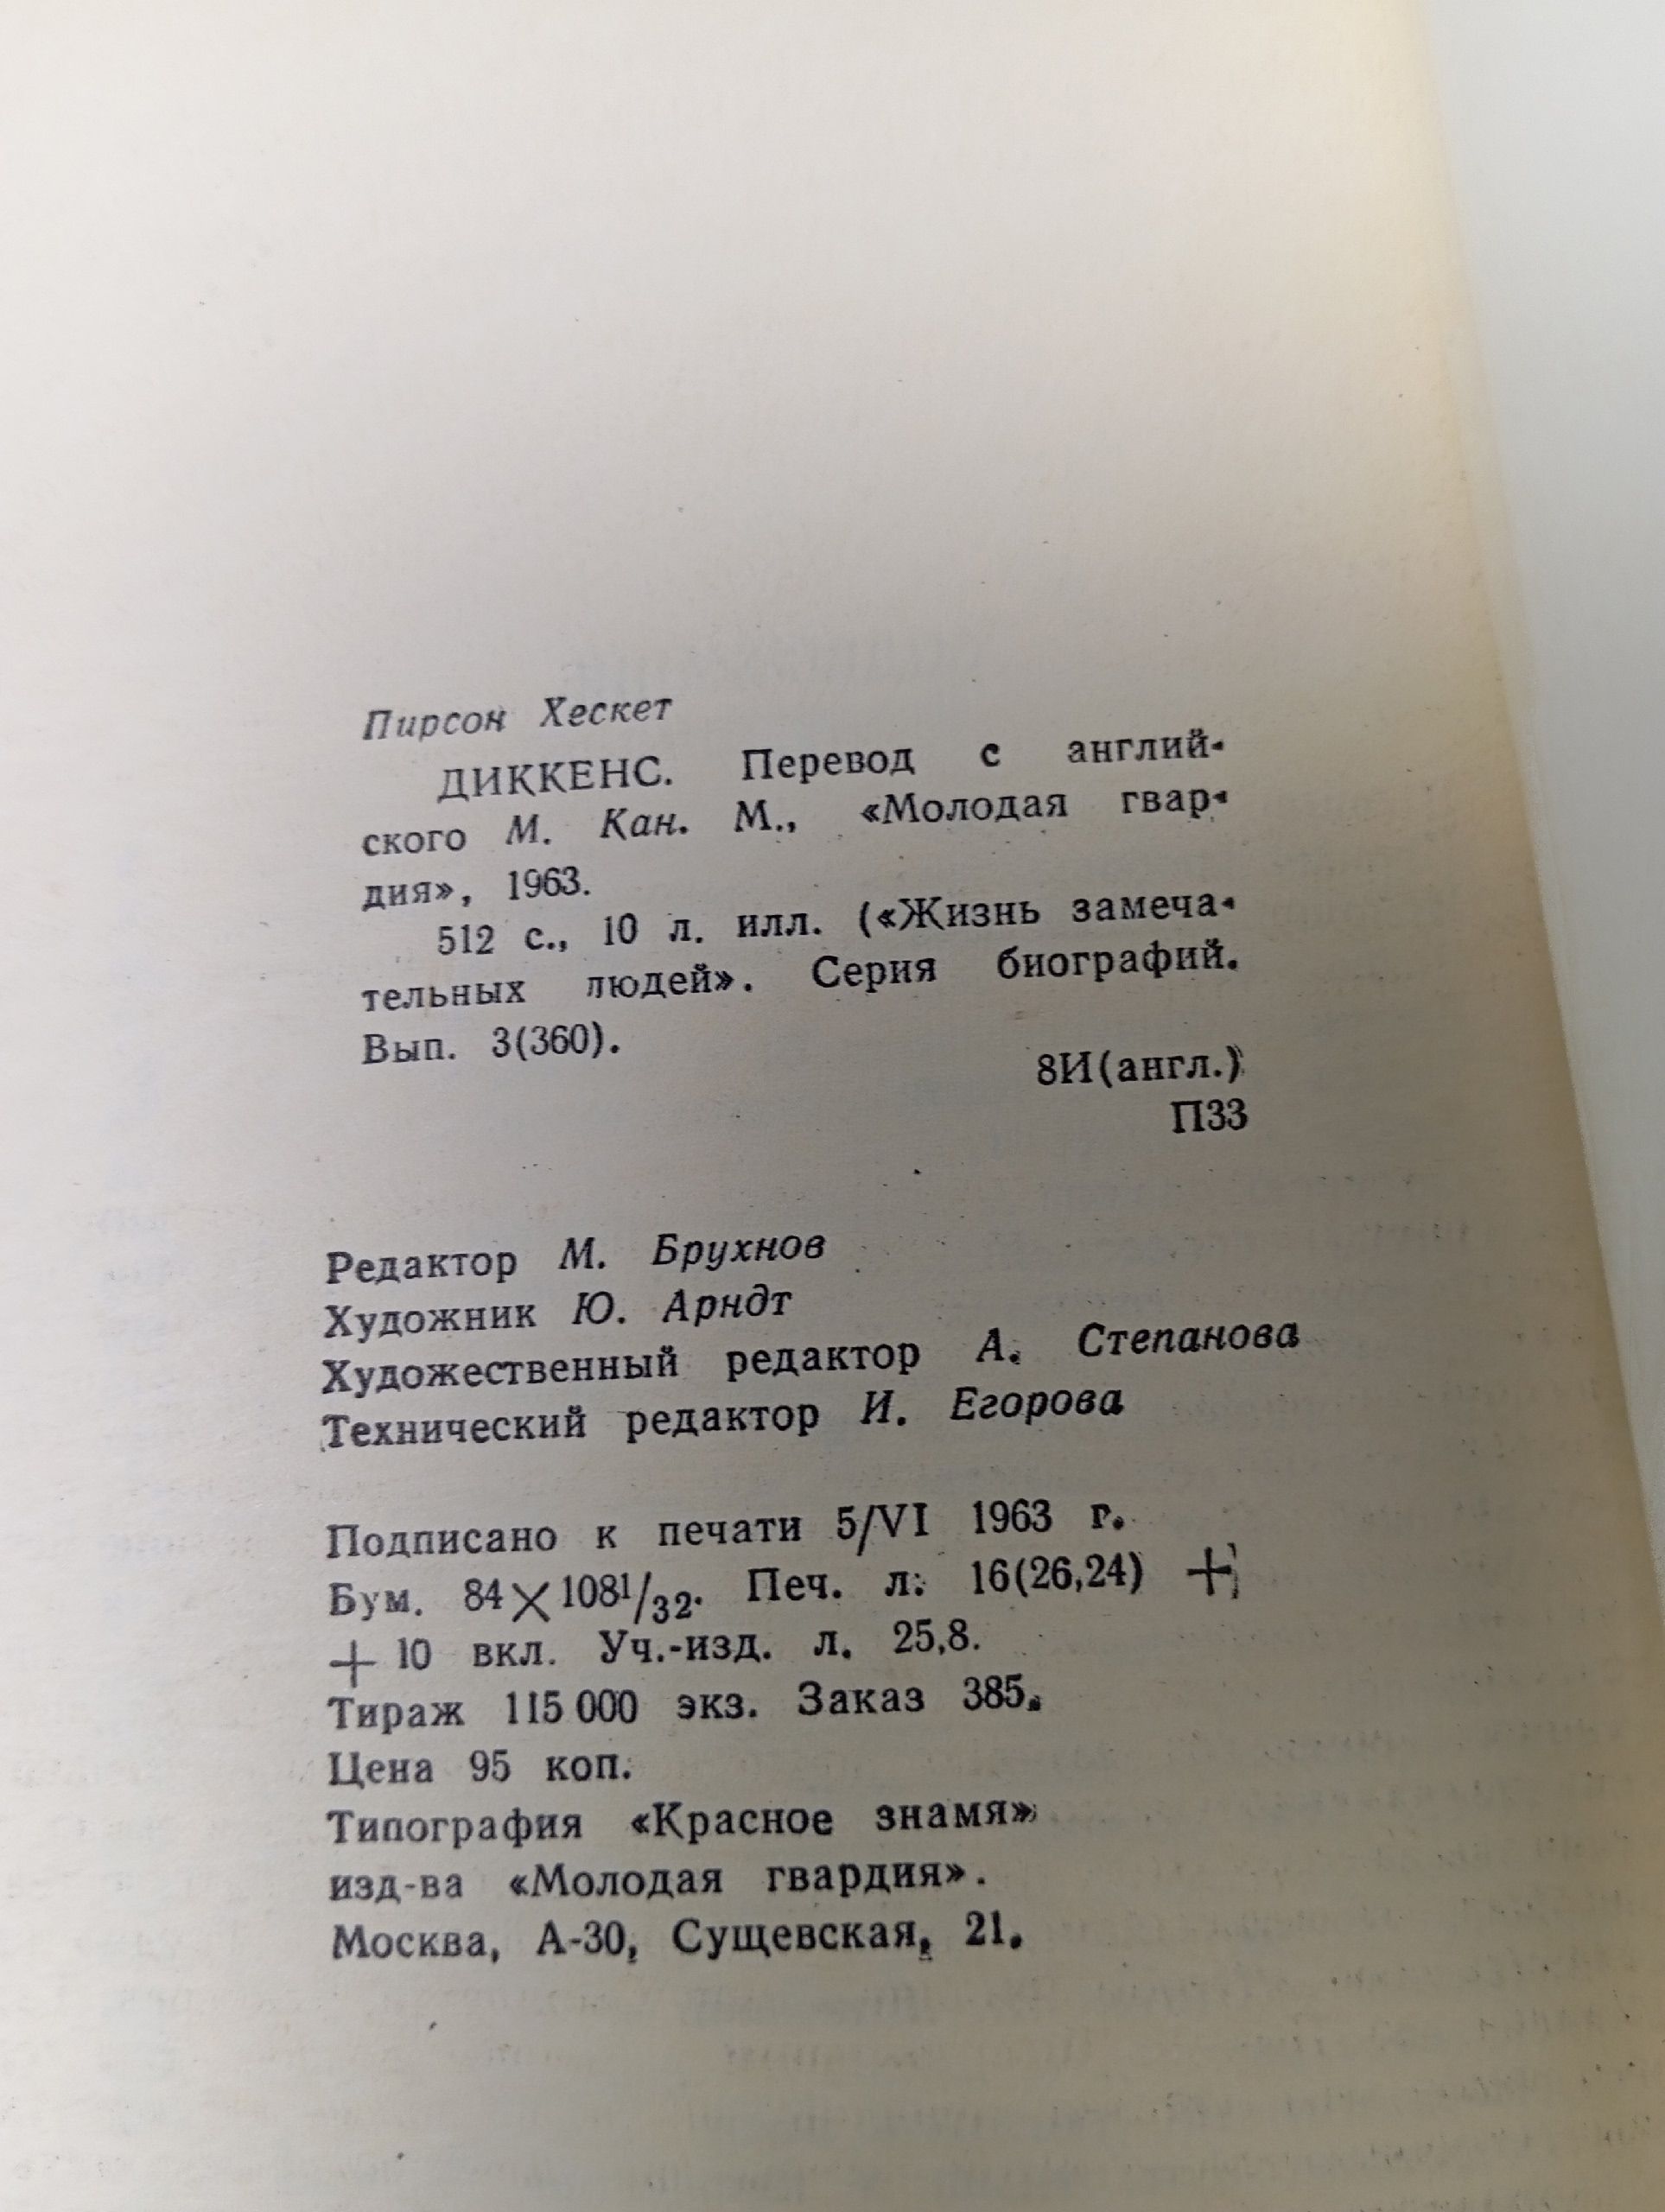 Пирсон Хескет
ДИККЕНС. Перевод с англий-
ского М. Кан. М., «Молодая гвар-
дия», 1963.
512 с., 10 л. илл. («Жизнь замеча-
тельных людей». Серия биографий.
Вып. 3(360).
8И(англ.)
П33
Редактор М. Брухнов
Художник Ю. Арндт
Художественный редактор А. Степанова
Технический редактор И. Егорова
Подписано к печати 5/VI 1963 г.
Бум. 84×108¹/₃₂. Печ. л. 16(26,24) +
+ 10 вкл. Уч.-изд. л. 25,8.
Тираж 115 000 экз. Заказ 385.
Цена 95 коп.
Типография «Красное знамя»
изд-ва «Молодая гвардия».
Москва, А-30, Сущевская, 21.